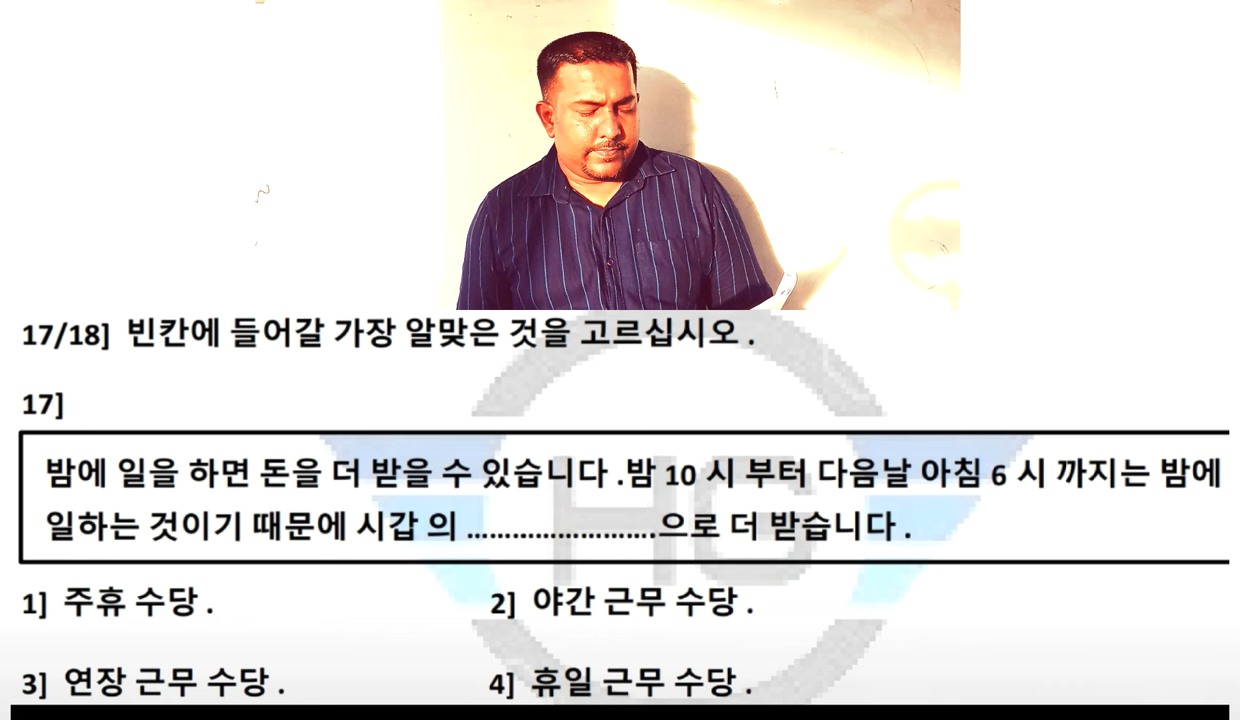 17/18] 빈칸에 들어갈 가장 알맞은 것을 고르십시오 .
17]
밤에 일을 하면 돈을 더 받을 수 있습니다 .밤 10 시 부터 다음날 아침 6 시 까지는 밤에
일하는 것이기 때문에 시갑 의 ……………………….으로 더 받습니다 .
1] 주휴 수당 .
2] 야간 근무 수당 .
3] 연장 근무 수당 .
4] 휴일 근무 수당 .
HG